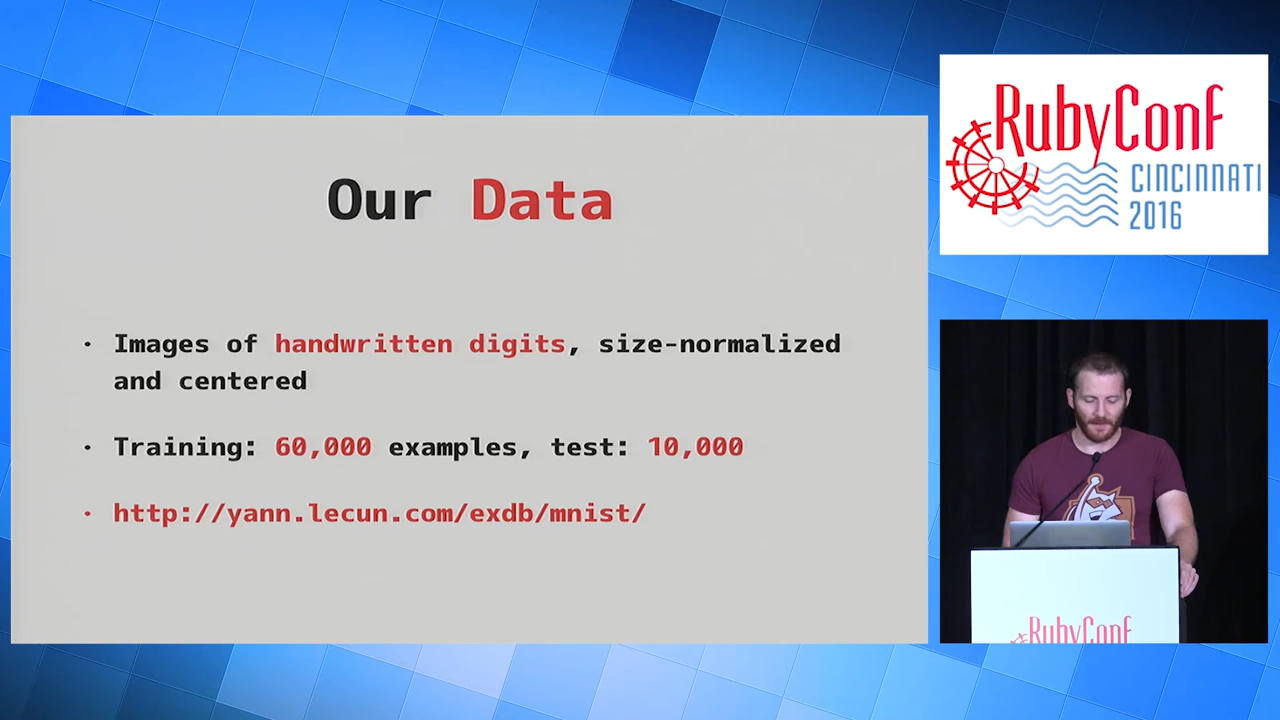 Our Data
• Images of handwritten digits, size-normalized
and centered
• Training: 60,000 examples, test: 10,000
• http://yann.lecun.com/exdb/mnist/
RubyConf
CINCINNATI
2016
RubyConf